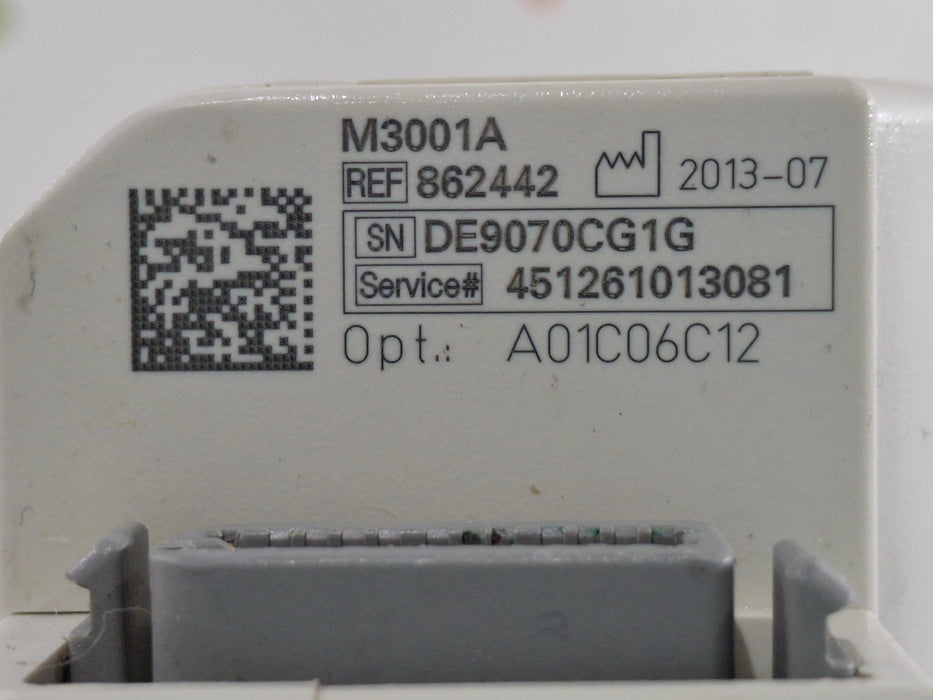 M3001A
REF 862442 2013-07
SN DE9070CG1G
Service# 451261013081
Opt.: A01C06C12